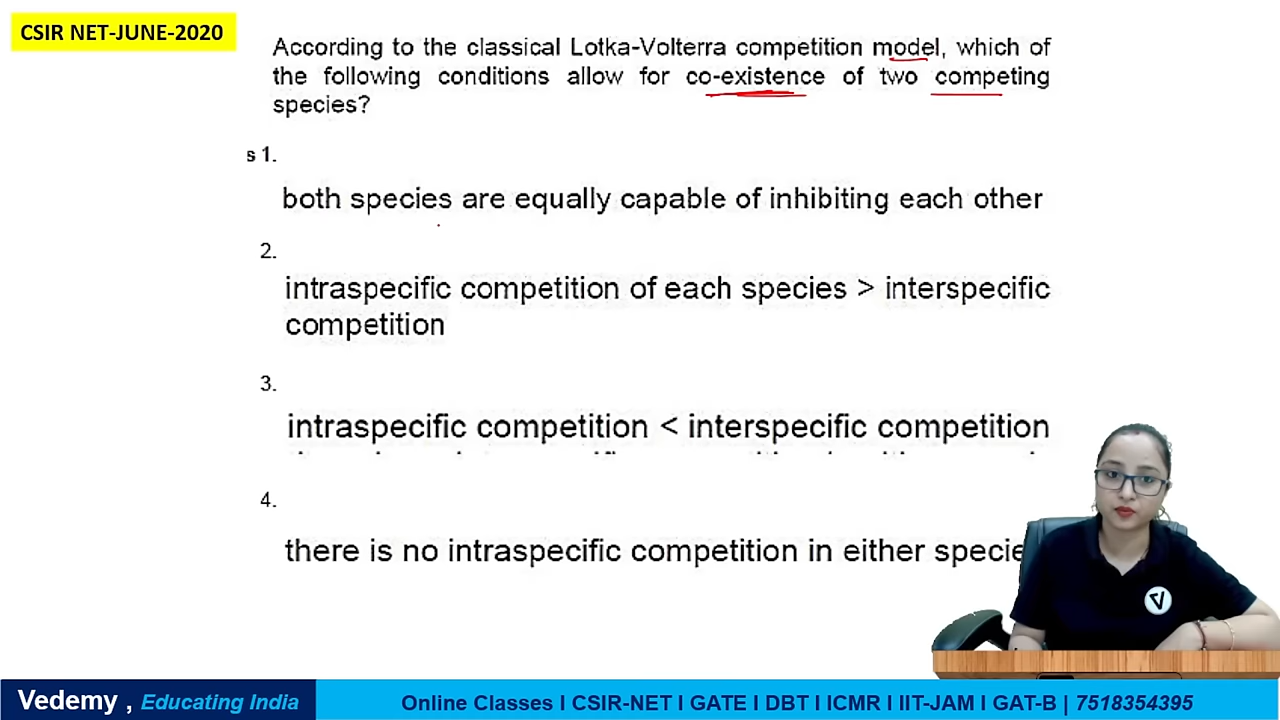 CSIR NET-JUNE-2020
According to the classical Lotka-Volterra competition model, which of
the following conditions allow for co-existence of two competing
species?
s 1.
both species are equally capable of inhibiting each other
2.
intraspecific competition of each species > interspecific
competition
3.
intraspecific competition < interspecific competition
4.
there is no intraspecific competition in either
V
Vedemy , Educating India
Online Classes I CSIR-NET I GATE I DBT I ICMR I IIT-JAM I GAT-B | 7518354395